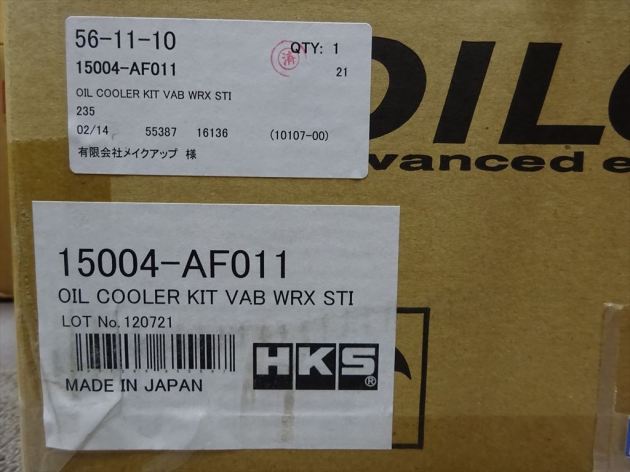 56-11-10
QTY: 1
済
15004-AF011
21
OIL COOLER KIT VAB WRX STI
235
02/14 55387 16136 (10107-00)
有限会社メイクアップ 様
OIL
vanced e
15004-AF011
OIL COOLER KIT VAB WRX STI
LOT No.120721
HKS®
MADE IN JAPAN